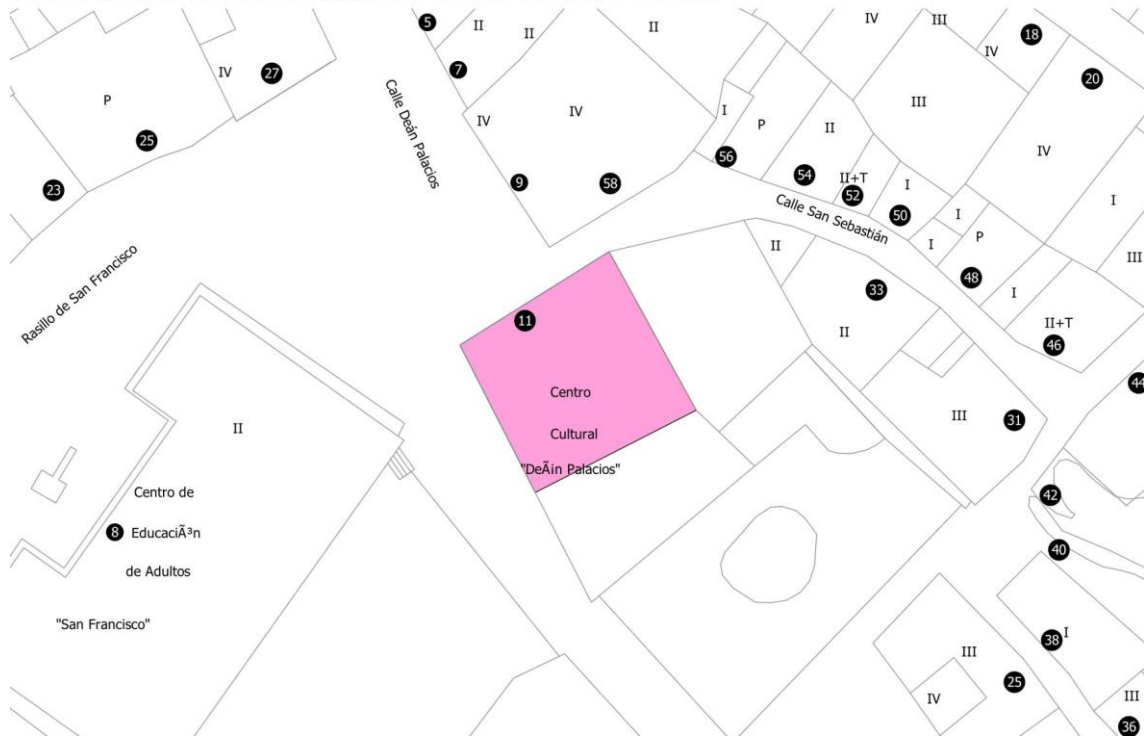 5
II
II
II
IV
III
18
IV
20
27
IV
7
P
Calle Deán Palacios
IV
IV
III
I
P
II
25
56
54
II+T
52
I
50
IV
23
9
58
Calle San Sebastián
I
I
I
P
III
48
Rasillo de San Francisco
II
33
I
II+T
46
11
II
44
Centro
Cultural
"DeÃin Palacios"
III
31
II
Centro de
8 EducaciÃ³n
de Adultos
"San Francisco"
42
40
38
I
III
25
IV
III
36